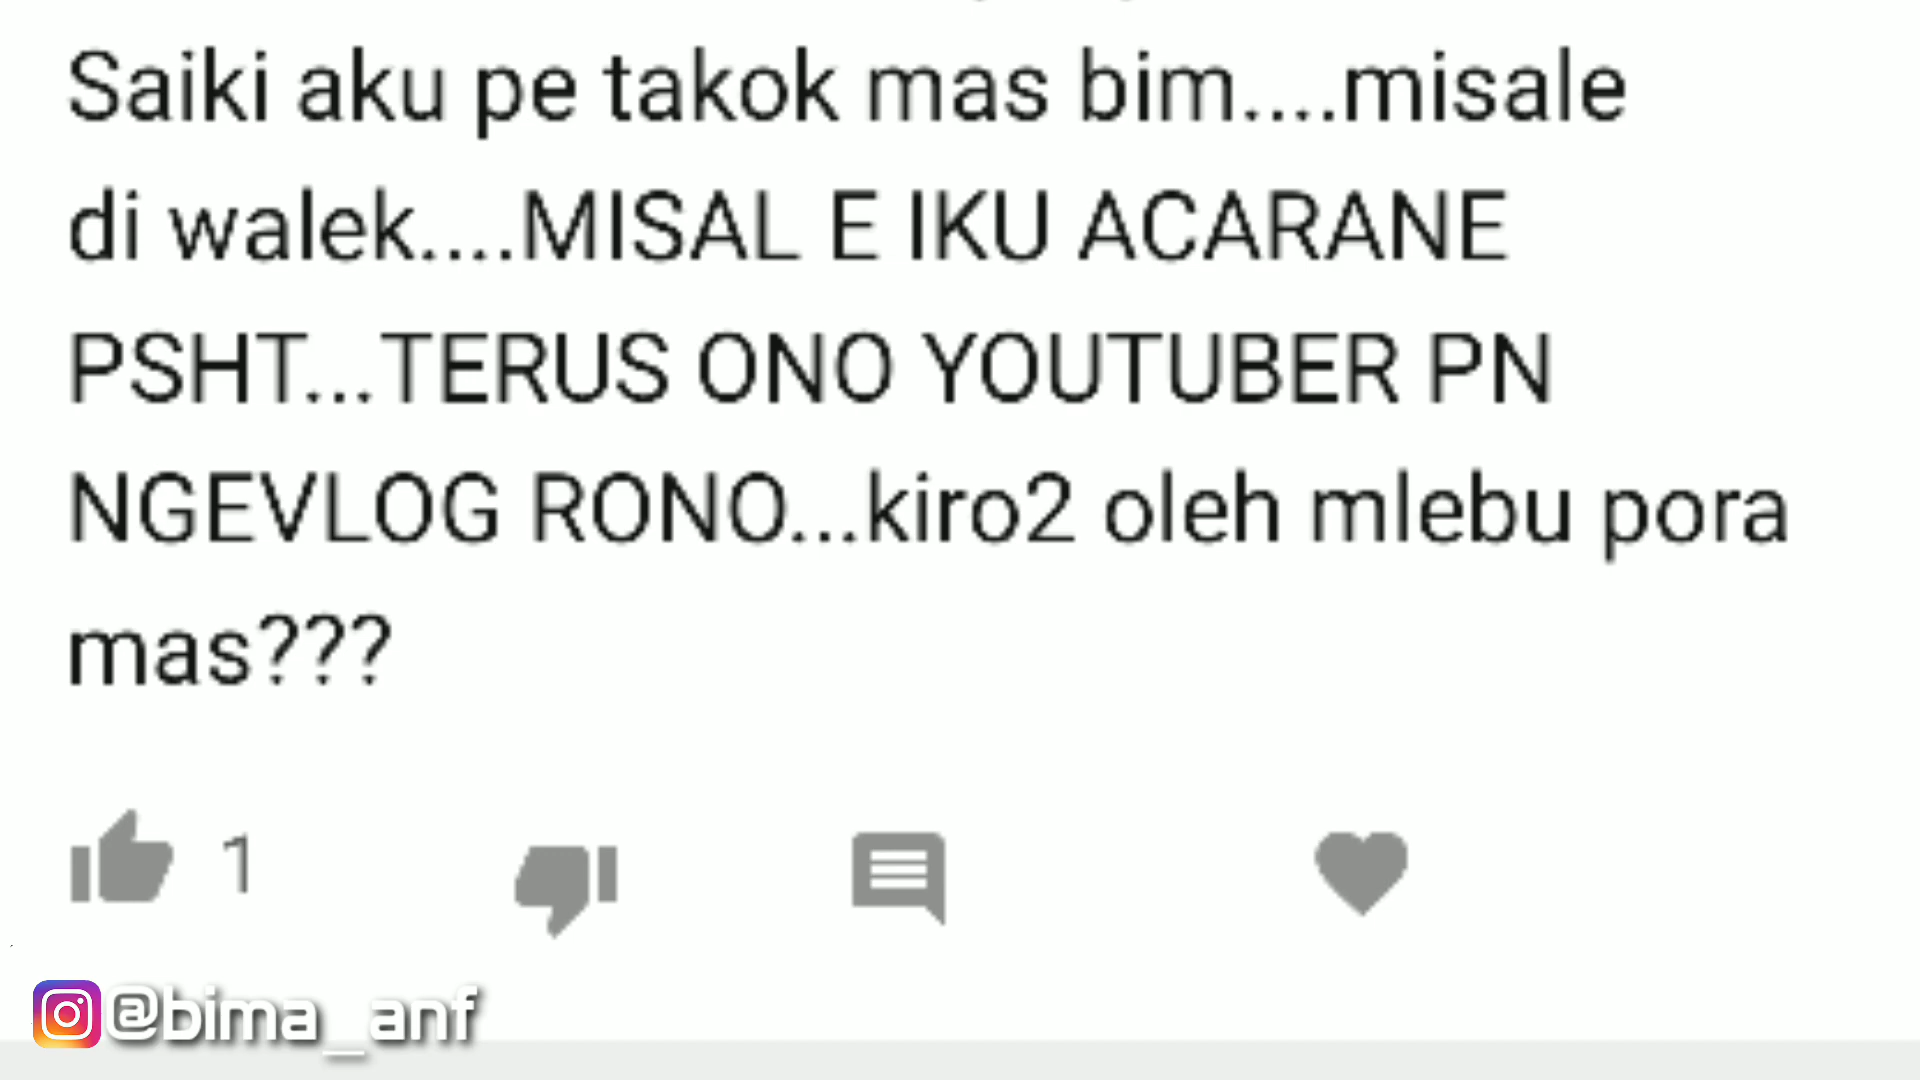 Saiki aku pe takok mas bim....misale
di walek....MISAL E IKU ACARANE
PSHT...TERUS ONO YOUTUBER PN
NGEVLOG RONO...kiro2 oleh mlebu pora
mas???
1
@bima_anf